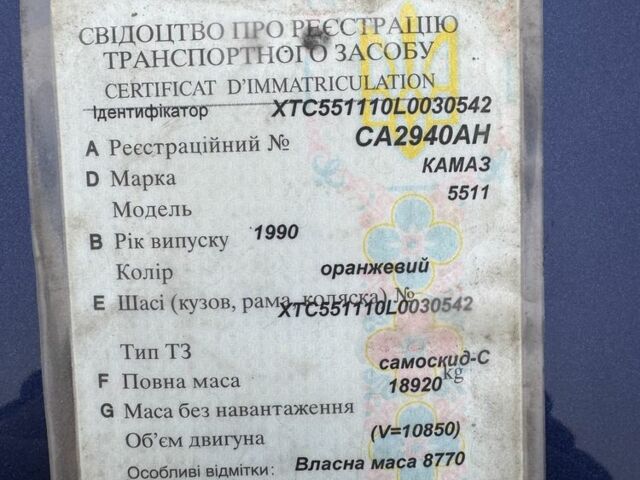 СВІДОЦТВО ПРО РЕЄСТРАЦІЮ
ТРАНСПОРТНОГО ЗАСОБУ
CERTIFICAT D'IMMATRICULATION
Ідентифікатор XTC551110L0030542
A Реєстраційний № CA2940AH
D Марка КАМАЗ
Модель 5511
B Рік випуску 1990
Колір оранжевий
E Шасі (кузов, рама, коляска) №
XTC551110L0030542
Тип ТЗ самоскид-С
F Повна маса 18920 kg
G Маса без навантаження
Об'єм двигуна (V=10850)
Особливі відмітки: Власна маса 8770